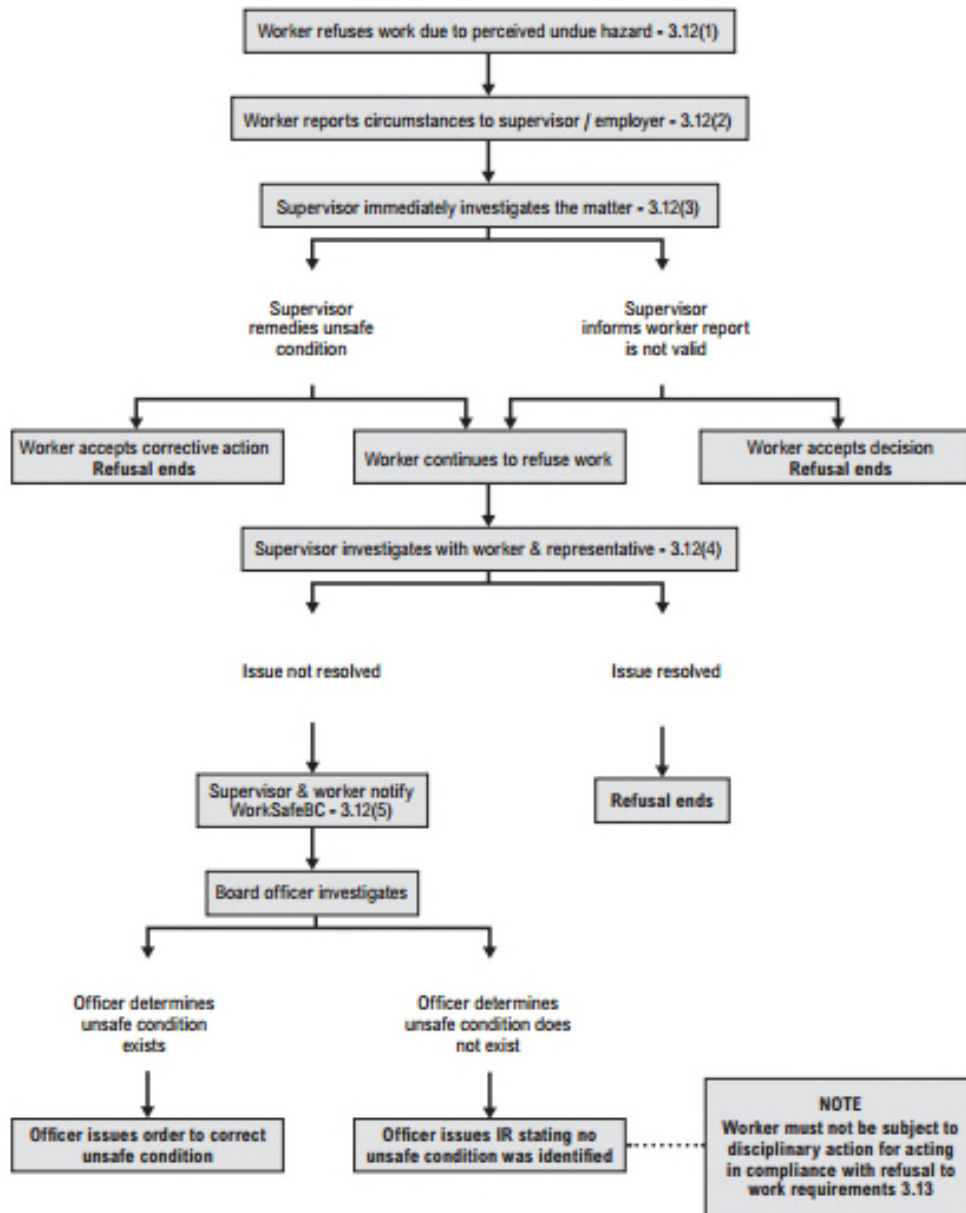 Worker refuses work due to perceived undue hazard - 3.12(1)
Worker reports circumstances to supervisor / employer - 3.12(2)
Supervisor immediately investigates the matter - 3.12(3)
Supervisor
remedies unsafe
condition
Supervisor
informs worker report
is not valid
Worker accepts corrective action
Refusal ends
Worker continues to refuse work
Worker accepts decision
Refusal ends
Supervisor investigates with worker & representative - 3.12(4)
Issue not resolved
Issue resolved
Supervisor & worker notify
WorkSafeBC - 3.12(5)
Refusal ends
Board officer investigates
Officer determines
unsafe condition
exists
Officer determines
unsafe condition does
not exist
Officer issues order to correct
unsafe condition
Officer issues IR stating no
unsafe condition was identified
NOTE
Worker must not be subject to
disciplinary action for acting
in compliance with refusal to
work requirements 3.13